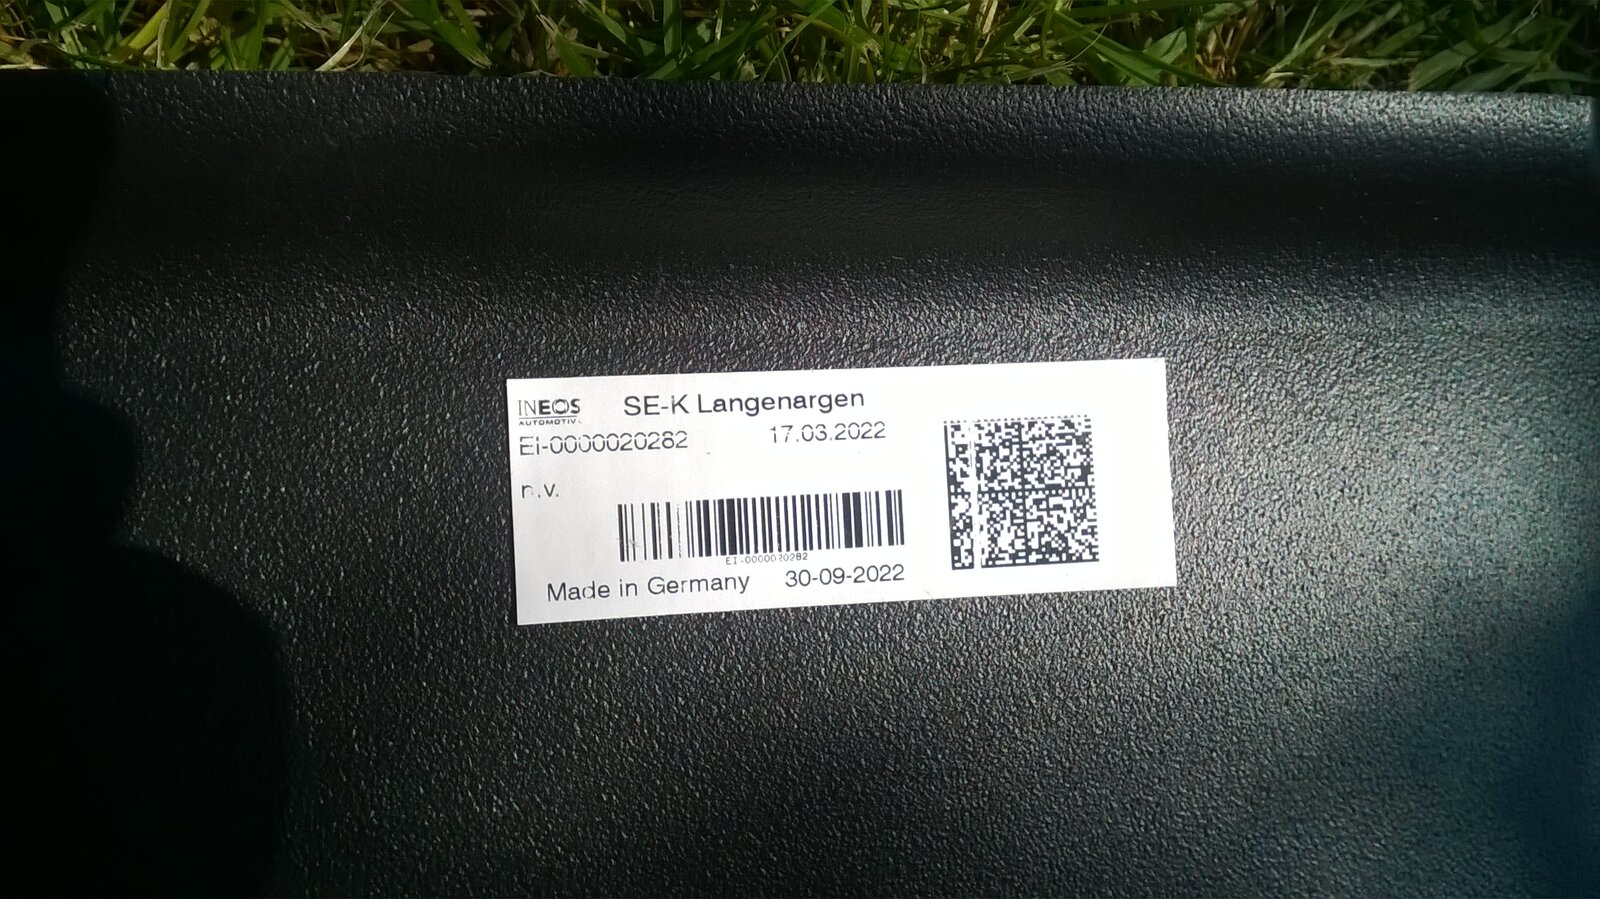 INEOS SE-K Langenargen
AUTOMOTIVE
EI-0000020282 17.03.2022
n.v.
EI-0000020282
Made in Germany 30-09-2022